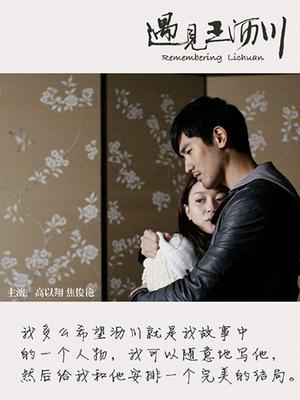 遇見王沥川
Remembering Lichuan
主演：高以翔 焦俊艳
我多么希望沥川就是我故事中
的一个人物，我可以随意地写他，
然后给我和他安排一个完美的结局。